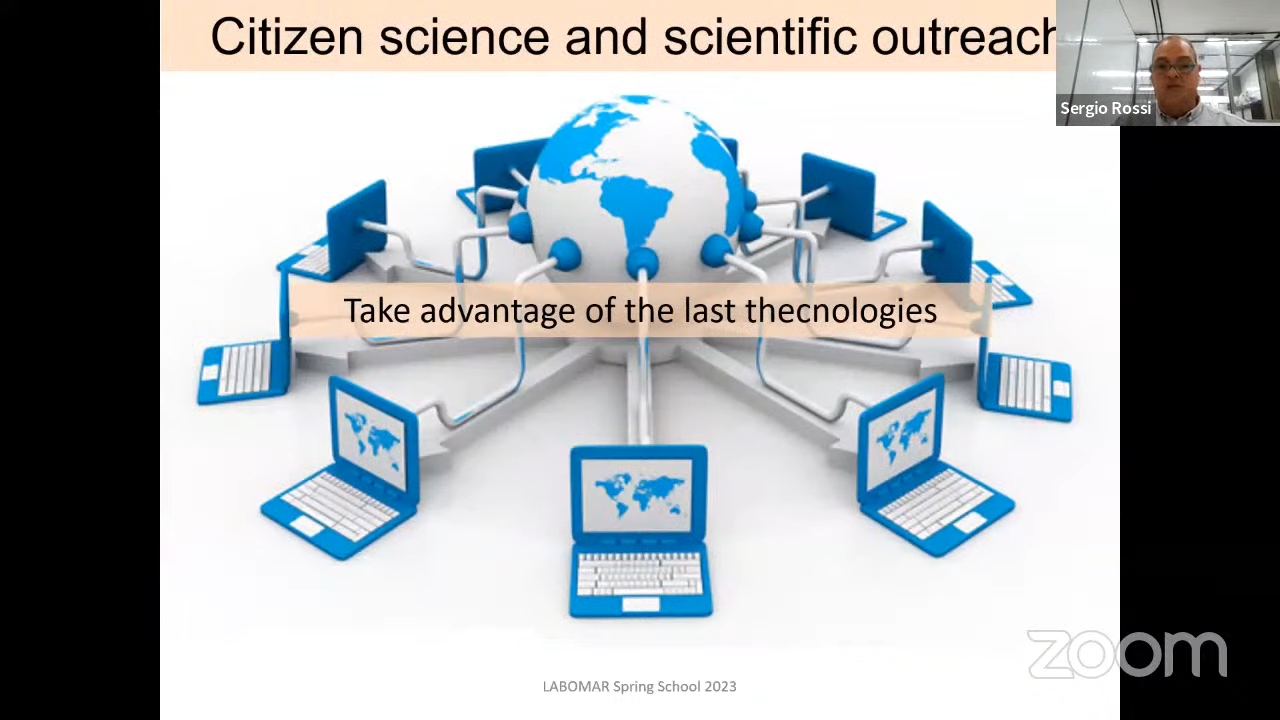 Citizen science and scientific outreach
Sergio Rossi
Take advantage of the last thecnologies
zoom
LABOMAR Spring School 2023